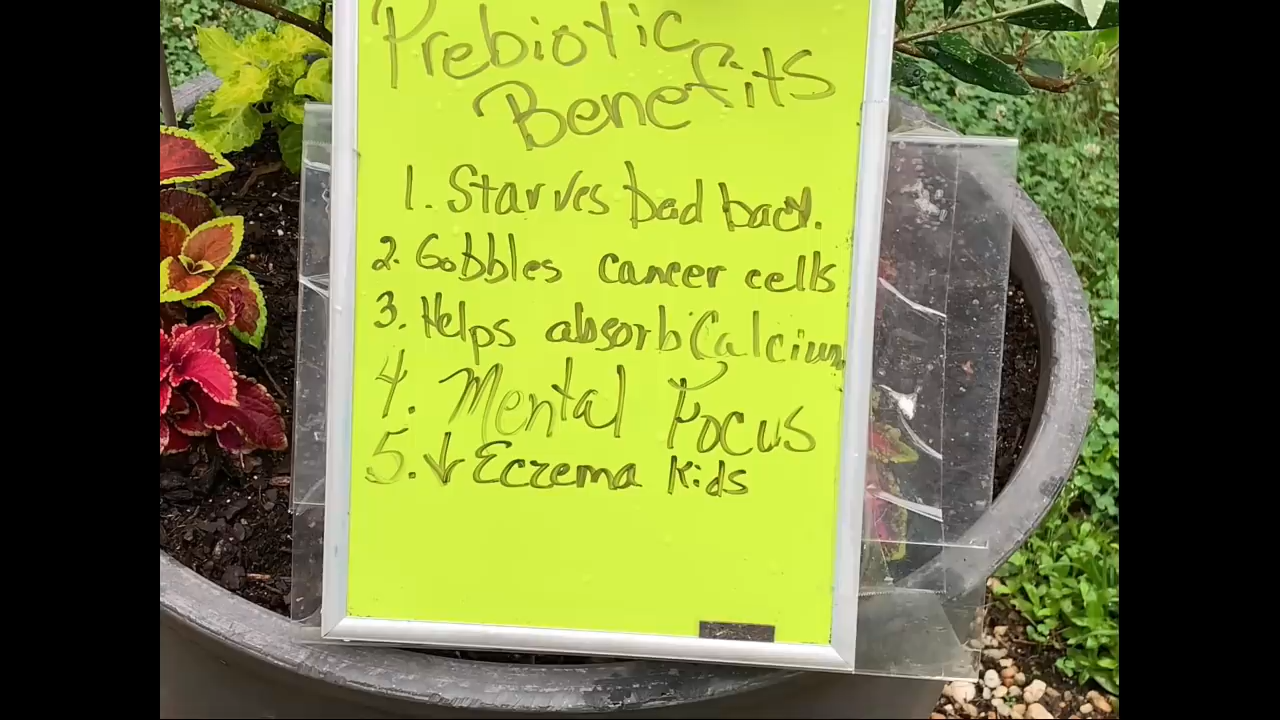 Prebiotic
Benefits
1. Starves bad bact.
2. Gobbles cancer cells
3. Helps absorb Calcium
4. Mental Focus
5. ↓ Eczema Kids